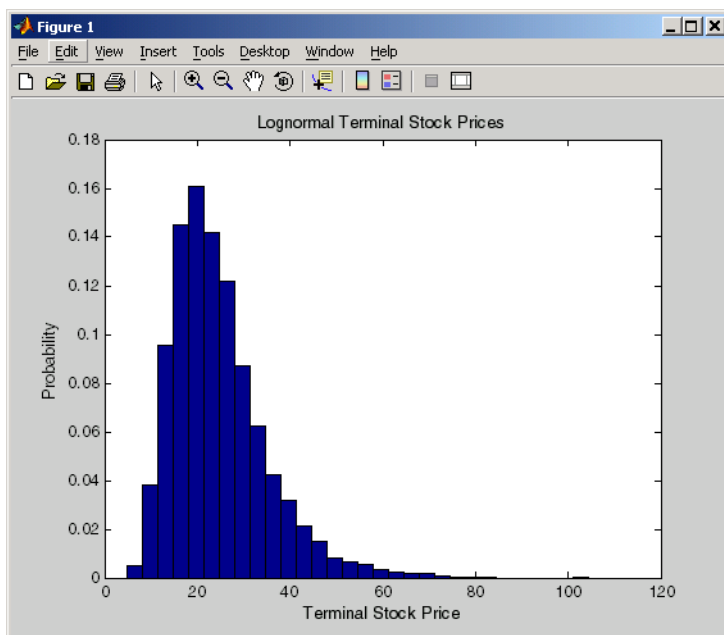 Figure 1
File Edit View Insert Tools Desktop Window Help
Lognormal Terminal Stock Prices
0.18
0.16
0.14
0.12
0.1
0.08
0.06
0.04
0.02
0
Probability
0 20 40 60 80 100 120
Terminal Stock Price